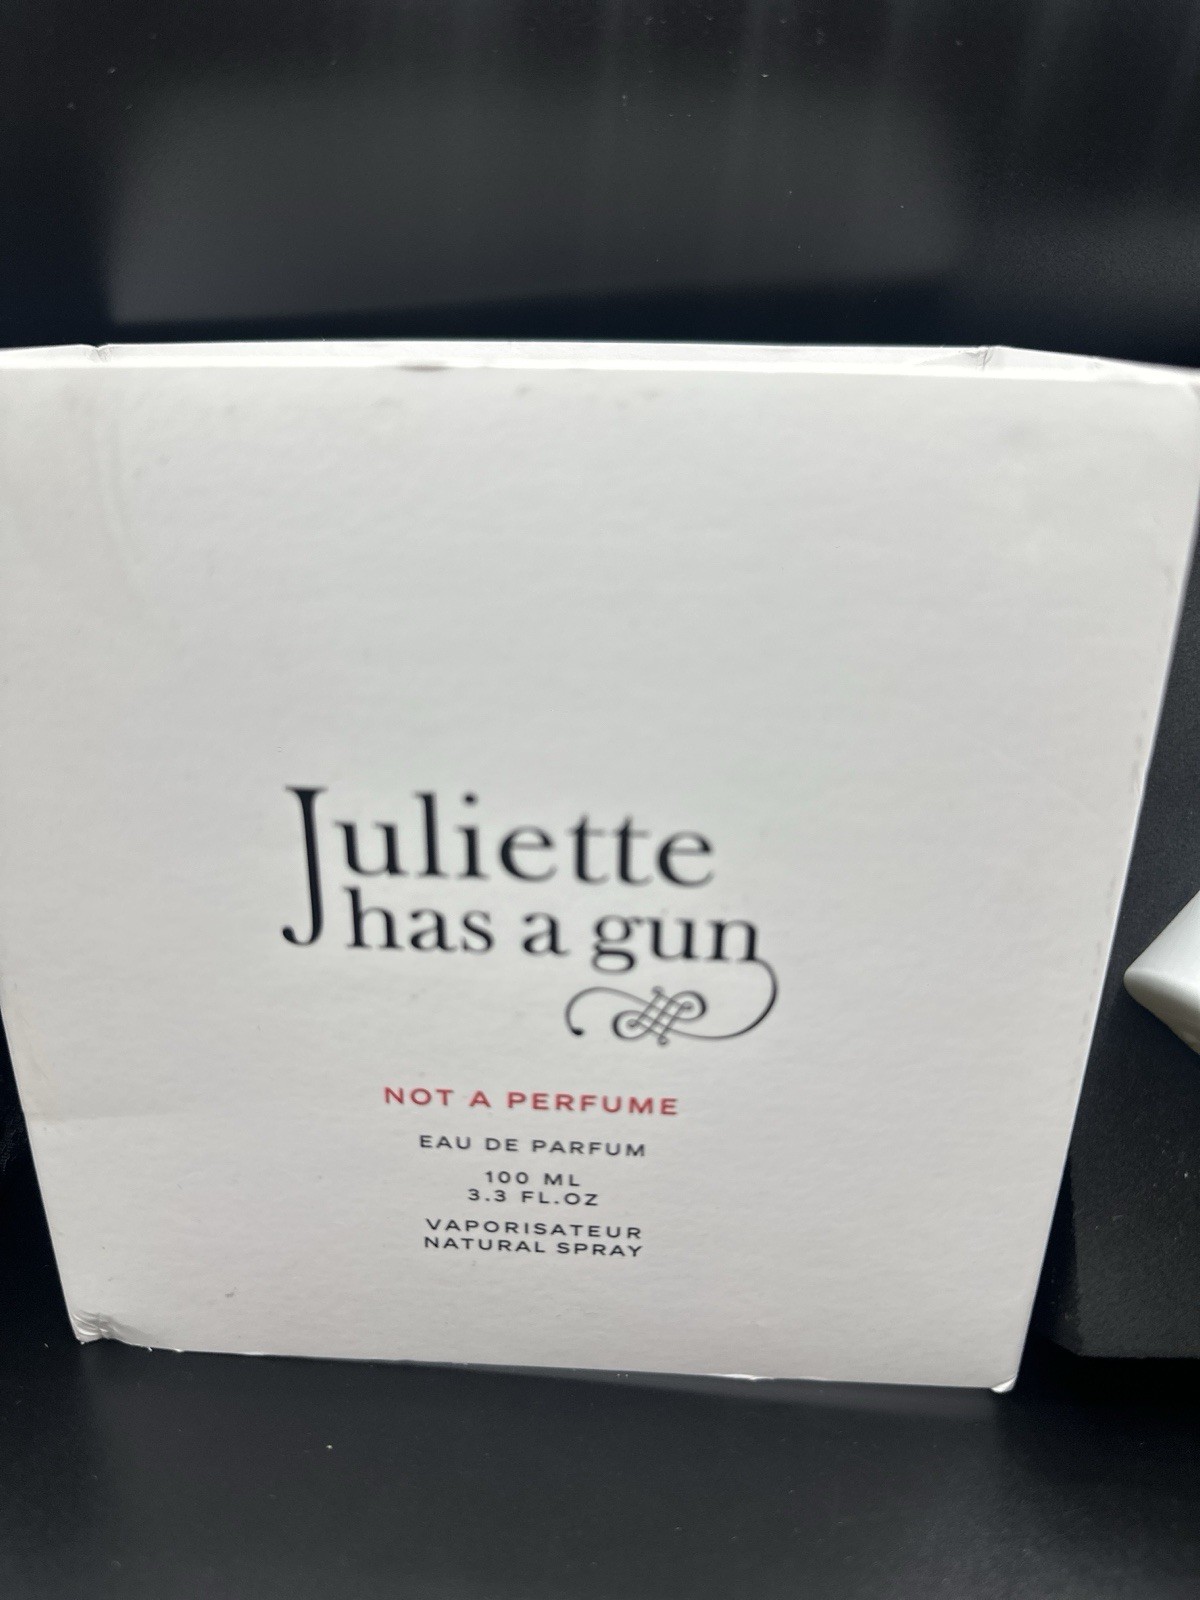 Juliette
has a gun
NOT A PERFUME
EAU DE PARFUM
100 ML
3.3 FL.OZ
VAPORISATEUR
NATURAL SPRAY